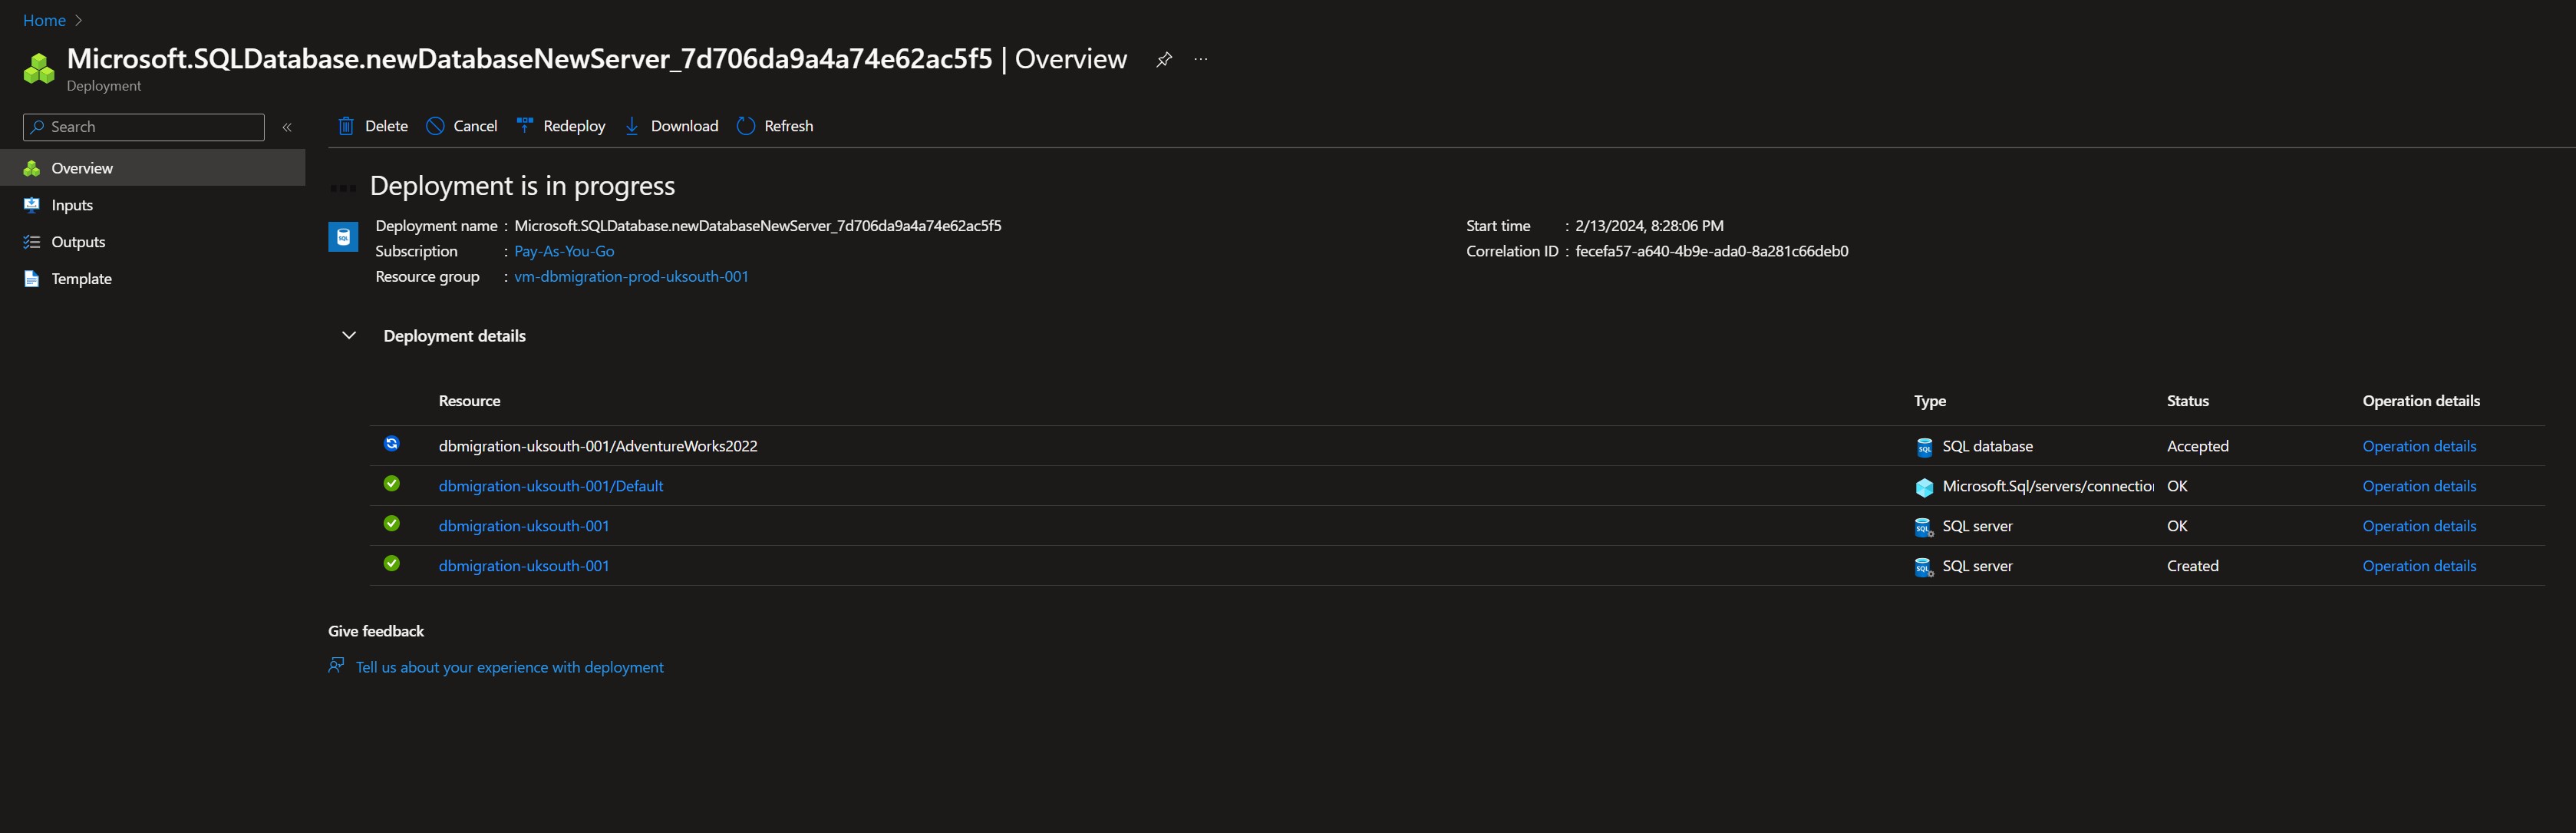 Home >
Microsoft.SQLDatabase.newDatabaseNewServer_7d706da9a4a74e62ac5f5 | Overview ...
Deployment
Search «
Delete Cancel Redeploy Download Refresh
Overview
Inputs
Outputs
Template
Deployment is in progress
Deployment name : Microsoft.SQLDatabase.newDatabaseNewServer_7d706da9a4a74e62ac5f5
Subscription : Pay-As-You-Go
Resource group : vm-dbmigration-prod-uksouth-001
Start time : 2/13/2024, 8:28:06 PM
Correlation ID : fecefa57-a640-4b9e-ada0-8a281c66deb0
Deployment details
Resource Type Status Operation details
dbmigration-uksouth-001/AdventureWorks2022 SQL database Accepted Operation details
dbmigration-uksouth-001/Default Microsoft.Sql/servers/connectio OK Operation details
dbmigration-uksouth-001 SQL server OK Operation details
dbmigration-uksouth-001 SQL server Created Operation details
Give feedback
Tell us about your experience with deployment